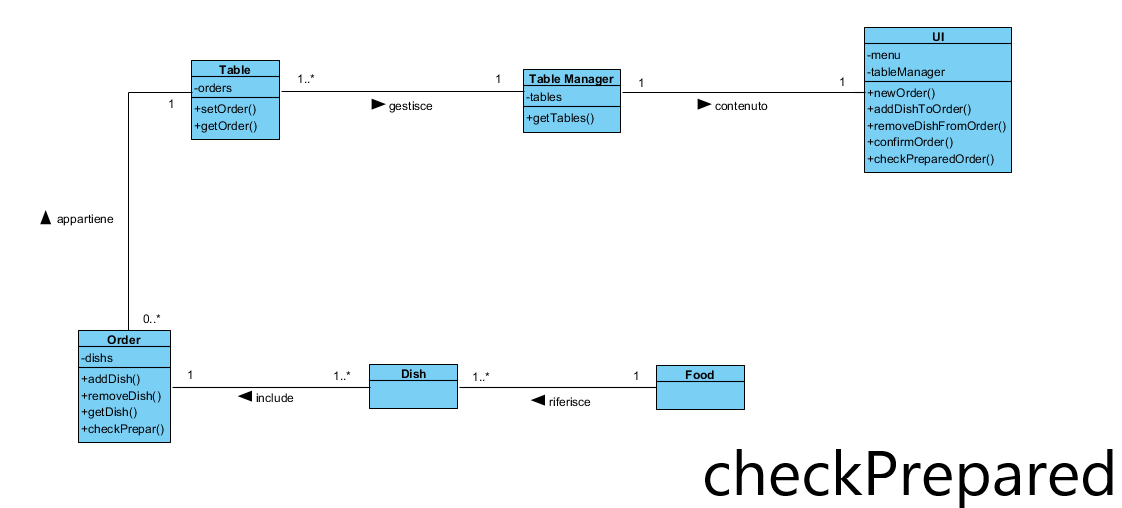 UI
-menu
-tableManager
+newOrder()
+addDishToOrder()
+removeDishFromOrder()
+confirmOrder()
+checkPreparedOrder()
Table
-orders
+setOrder()
+getOrder()
1..*
1
gestisce
Table Manager
-tables
+getTables()
1
1
contenuto
1
appartiene
0..*
Order
-dishs
+addDish()
+removeDish()
+getDish()
+checkPrepar()
1
1..*
include
Dish
1..*
1
riferisce
Food
checkPrepared